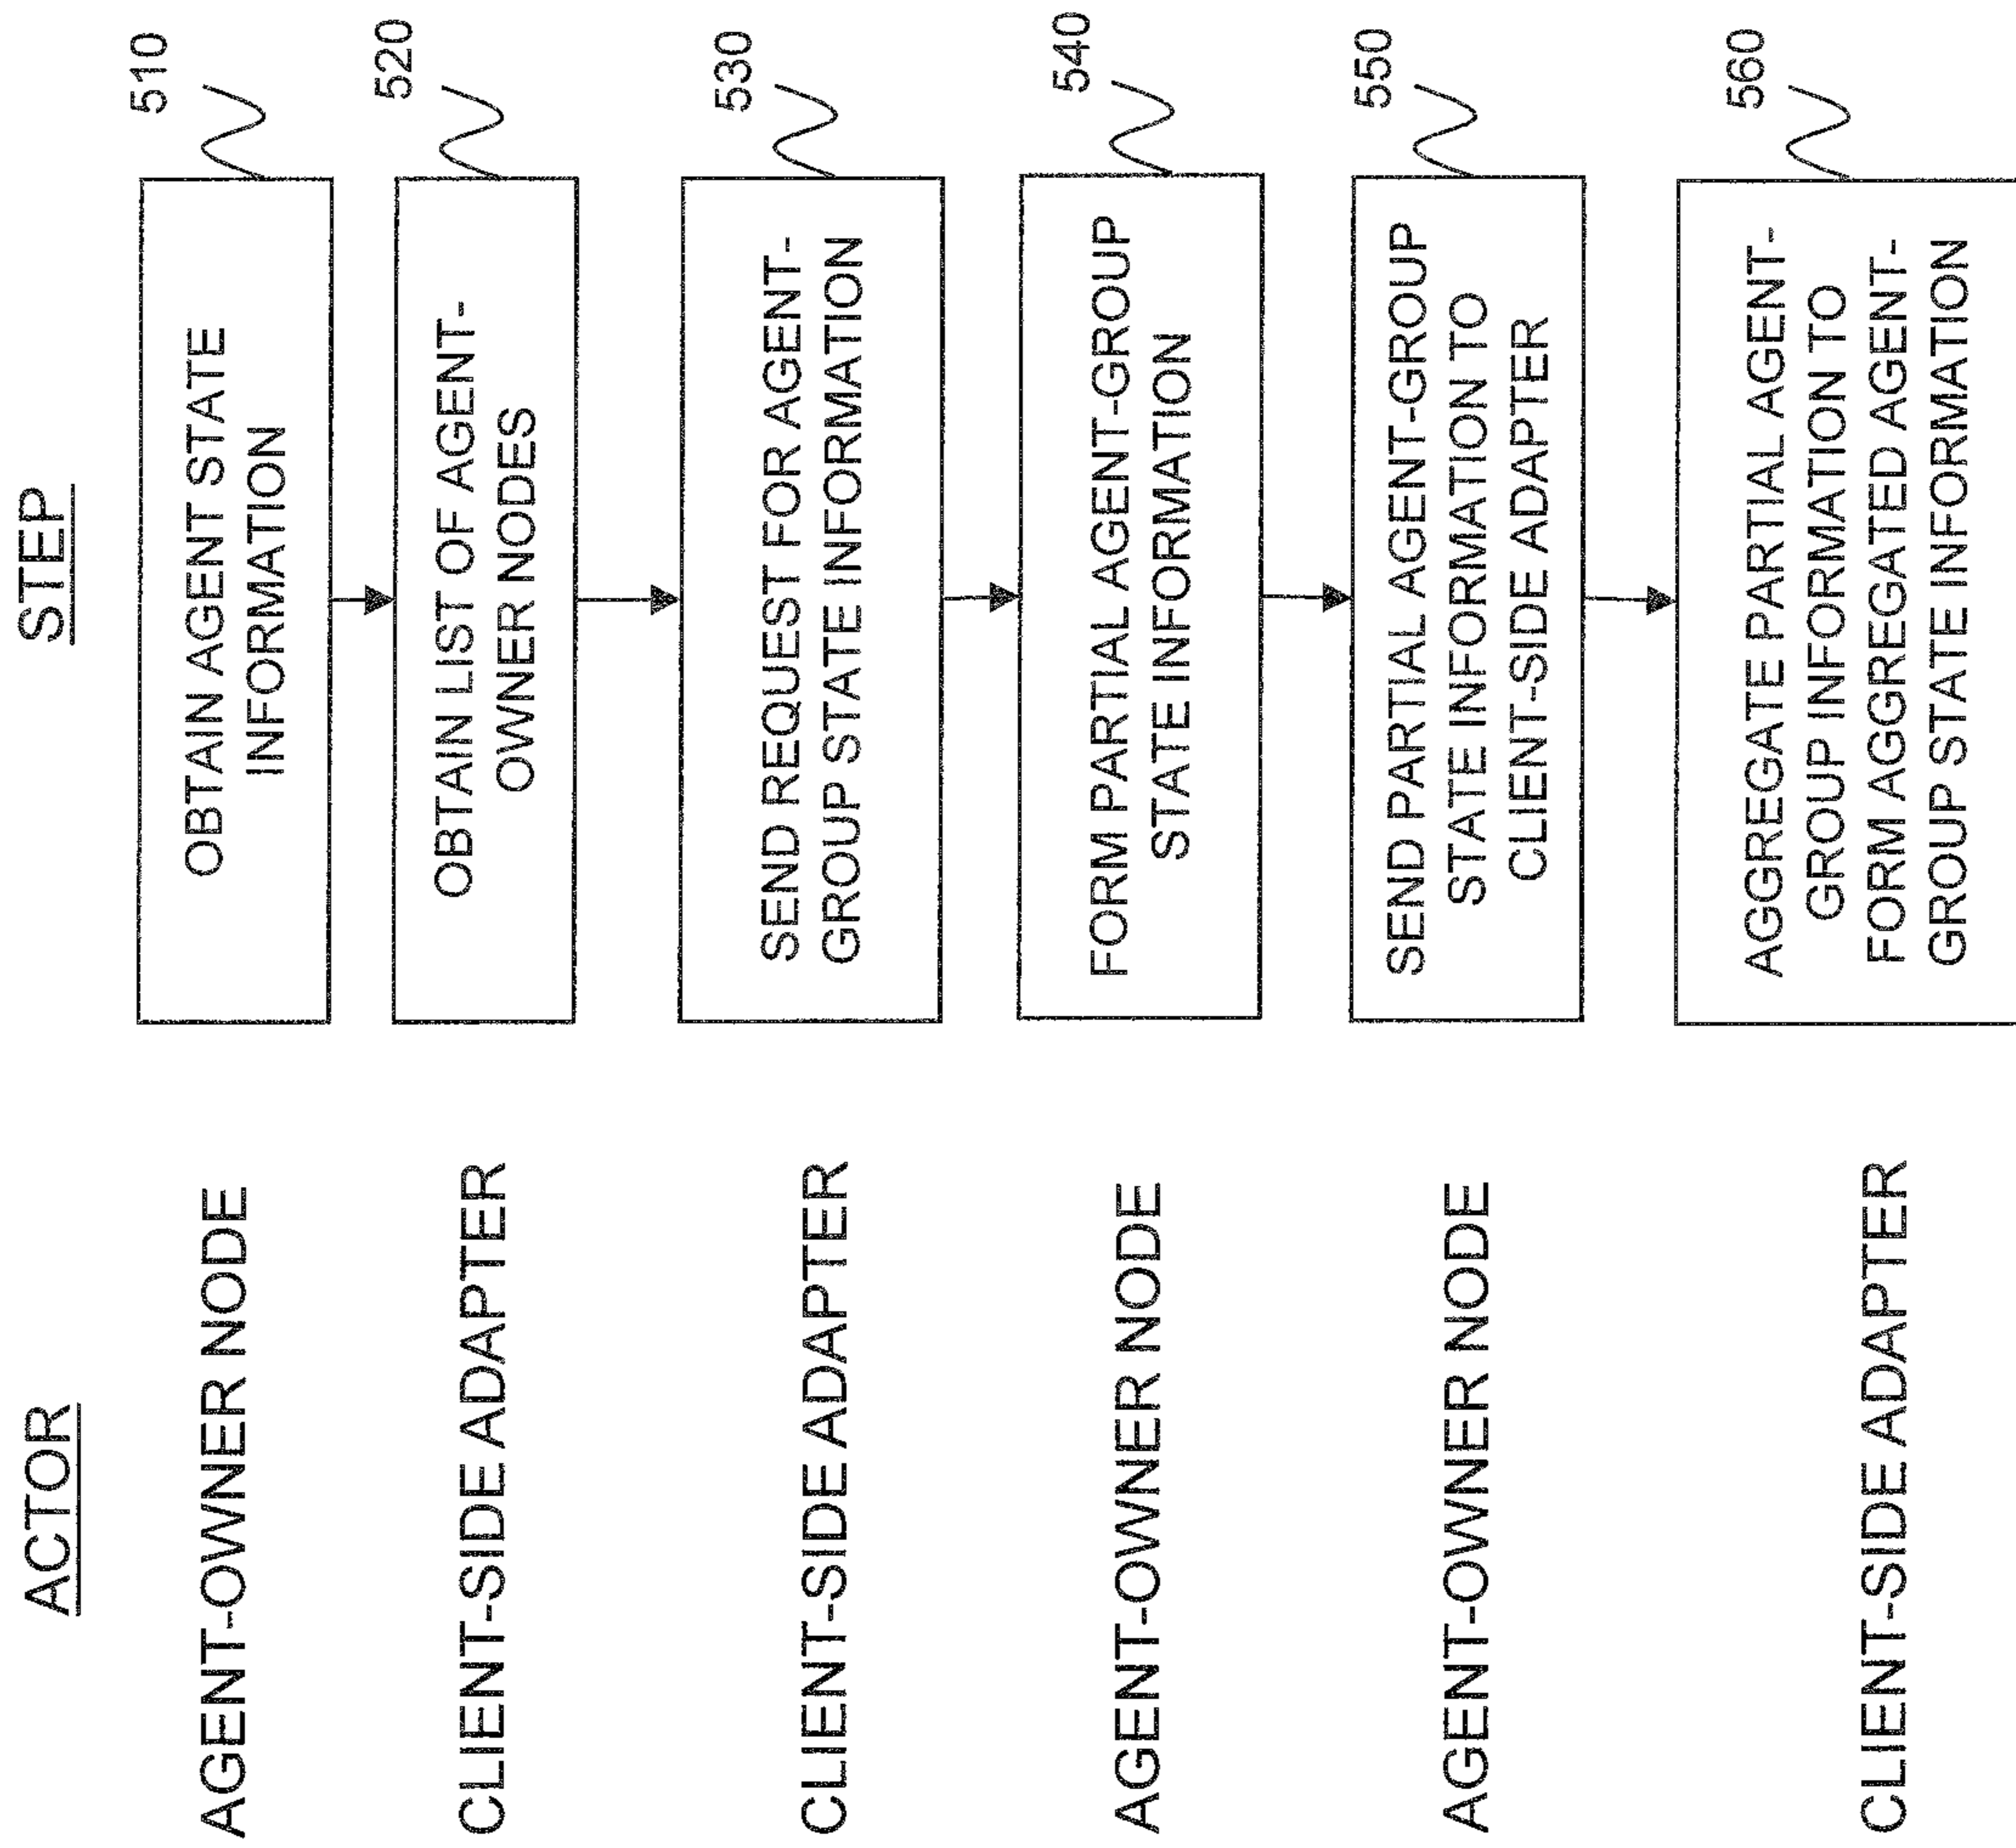 ACTOR
STEP
AGENT-OWNER NODE
OBTAIN AGENT STATE
INFORMATION
510
CLIENT-SIDE ADAPTER
OBTAIN LIST OF AGENT-
OWNER NODES
520
CLIENT-SIDE ADAPTER
SEND REQUEST FOR AGENT-
GROUP STATE INFORMATION
530
AGENT-OWNER NODE
FORM PARTIAL AGENT-GROUP
STATE INFORMATION
540
AGENT-OWNER NODE
SEND PARTIAL AGENT-GROUP
STATE INFORMATION TO
CLIENT-SIDE ADAPTER
550
CLIENT-SIDE ADAPTER
AGGREGATE PARTIAL AGENT-
GROUP INFORMATION TO
FORM AGGREGATED AGENT-
GROUP STATE INFORMATION
560